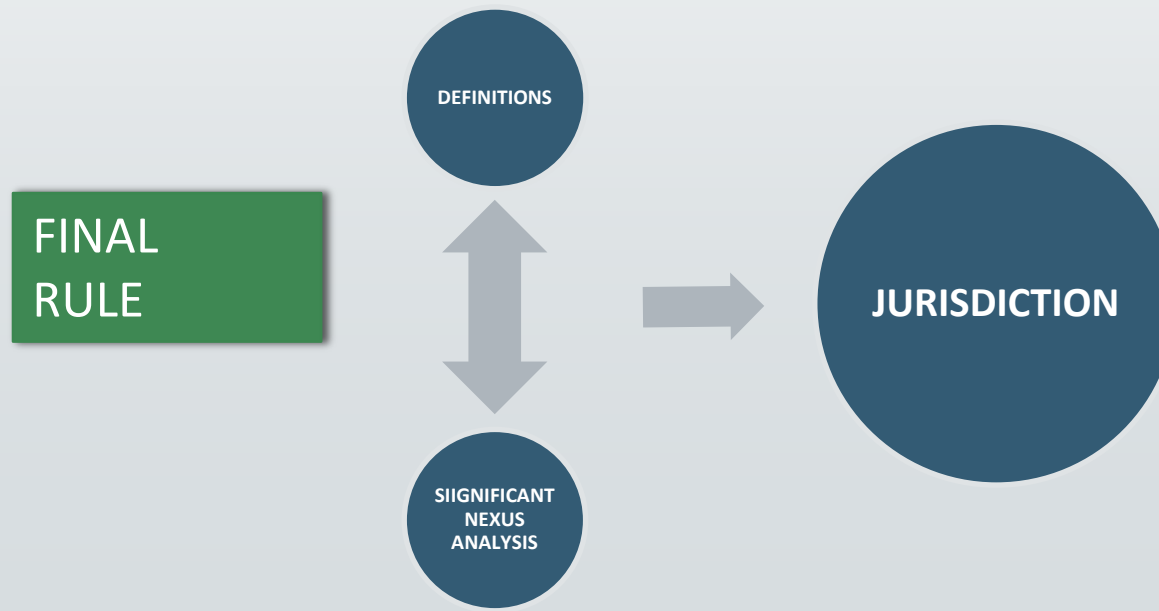 FINAL
RULE
DEFINITIONS
SIIGNIFICANT
NEXUS
ANALYSIS
JURISDICTION